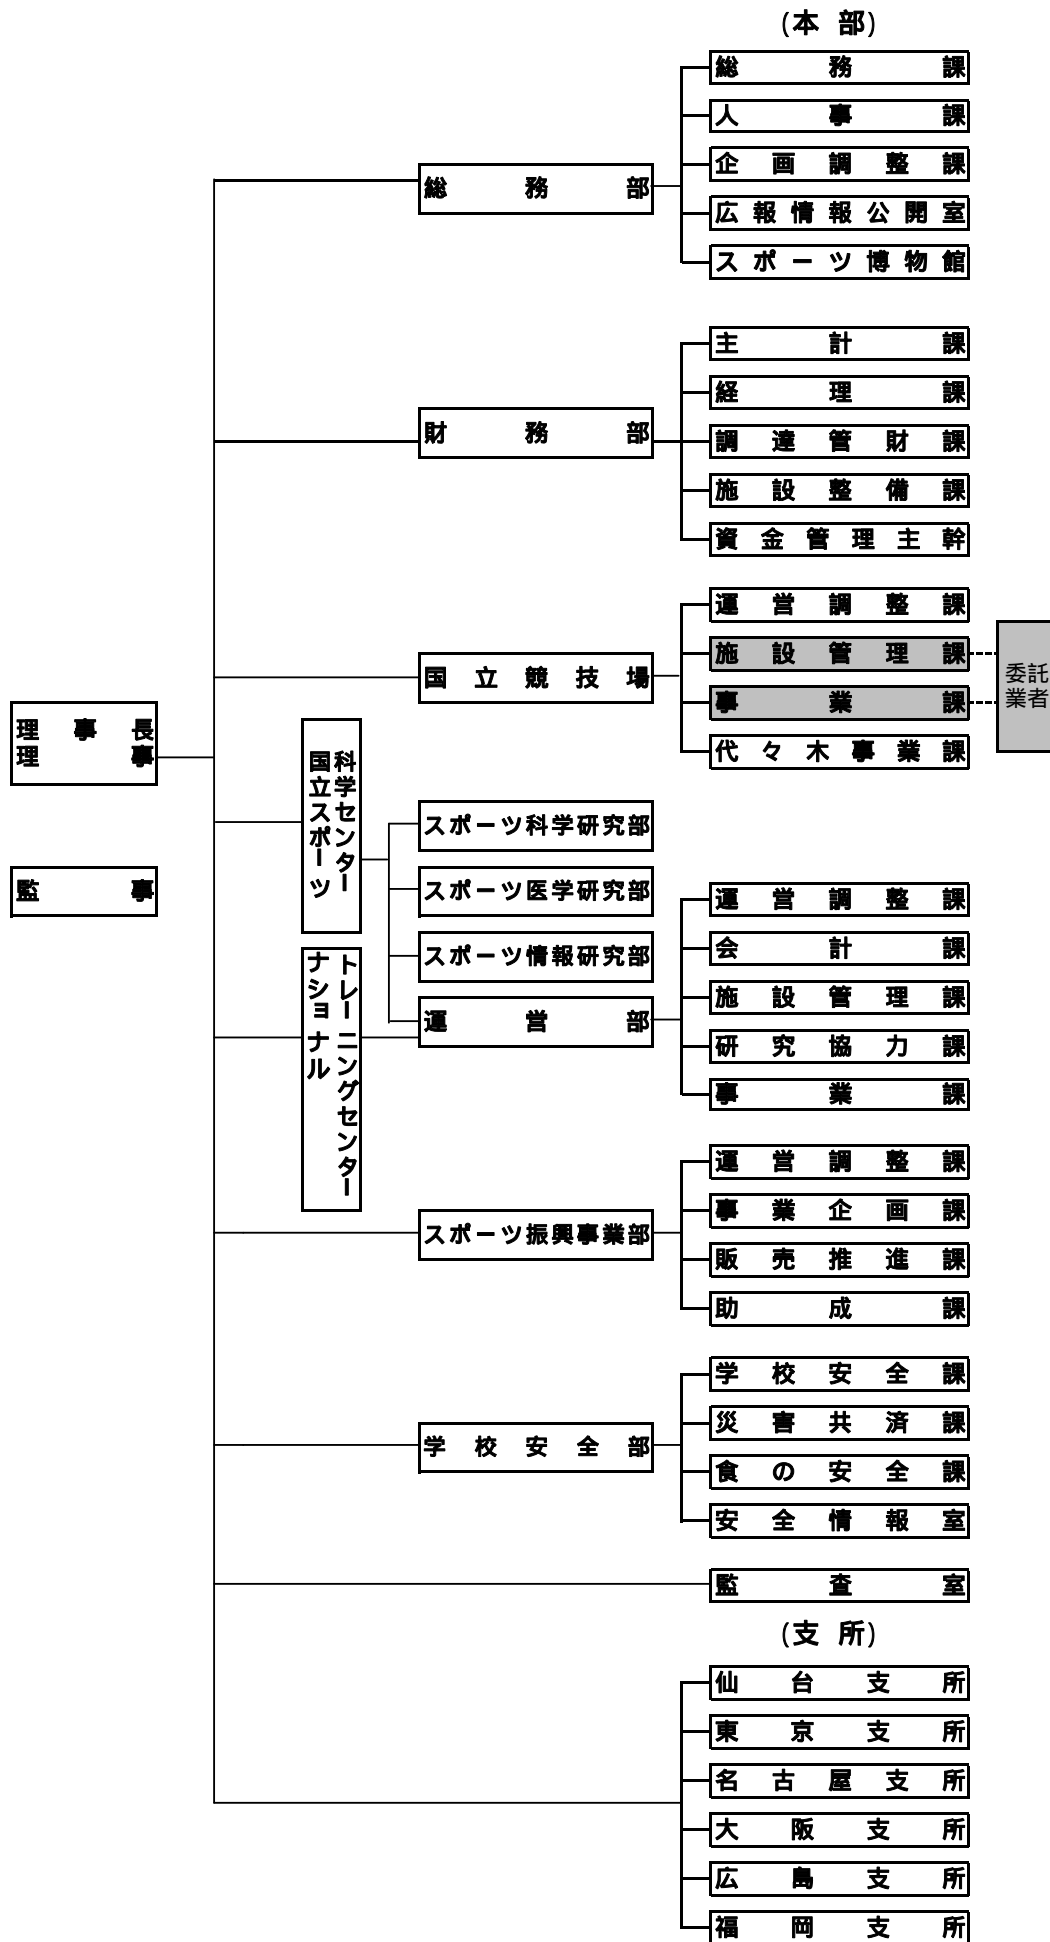 (本 部)
総務課
人事課
企画調整課
総務部
広報情報公開室
スポーツ博物館
主計課
経理課
財務部
調達管財課
施設整備課
資金管理主幹
運営調整課
施設管理課
国立競技場
事業課
代々木事業課
委託
業者
理事長
理事
監事
国立スポーツ
科学センター
スポーツ科学研究部
スポーツ医学研究部
スポーツ情報研究部
運営部
ナショナル
トレーニングセンター
運営調整課
会計課
施設管理課
研究協力課
事業課
スポーツ振興事業部
運営調整課
事業企画課
販売推進課
助成課
学校安全部
学校安全課
災害共済課
食の安全課
安全情報室
監査室
(支 所)
仙台支所
東京支所
名古屋支所
大阪支所
広島支所
福岡支所